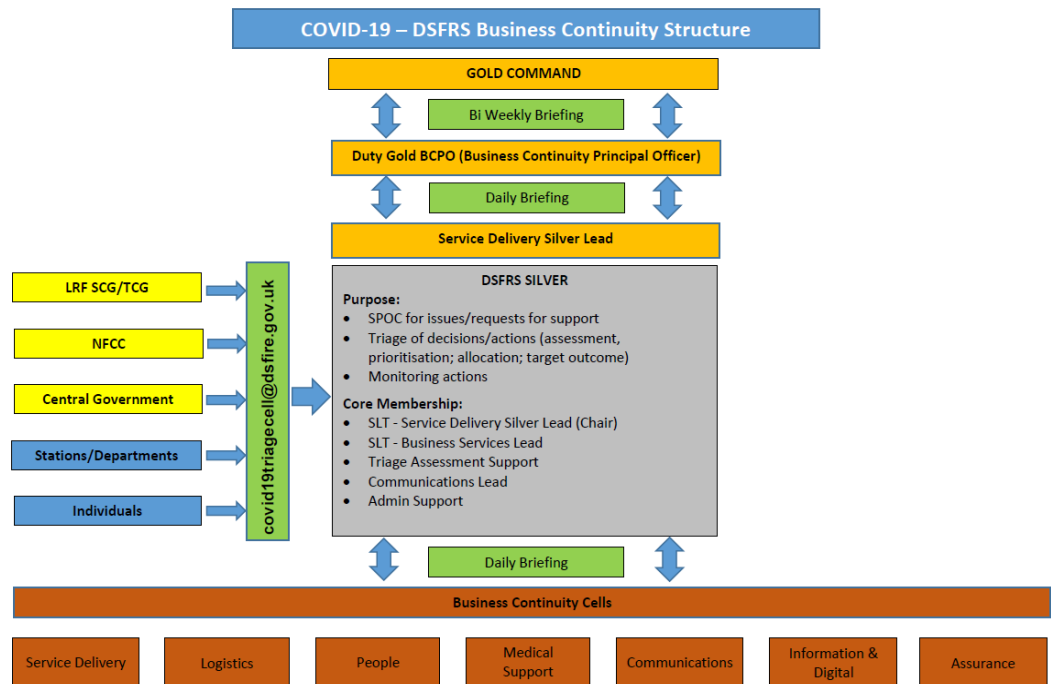 COVID-19 – DSFRS Business Continuity Structure
GOLD COMMAND
Bi Weekly Briefing
Duty Gold BCPO (Business Continuity Principal Officer)
Daily Briefing
Service Delivery Silver Lead
LRF SCG/TCG
NFCC
Central Government
Stations/Departments
Individuals
covid19triagecell@dsfire.gov.uk
DSFRS SILVER
Purpose:
• SPOC for issues/requests for support
• Triage of decisions/actions (assessment,
prioritisation; allocation; target outcome)
• Monitoring actions
Core Membership:
• SLT - Service Delivery Silver Lead (Chair)
• SLT - Business Services Lead
• Triage Assessment Support
• Communications Lead
• Admin Support
Daily Briefing
Business Continuity Cells
Service Delivery
Logistics
People
Medical
Support
Communications
Information &
Digital
Assurance